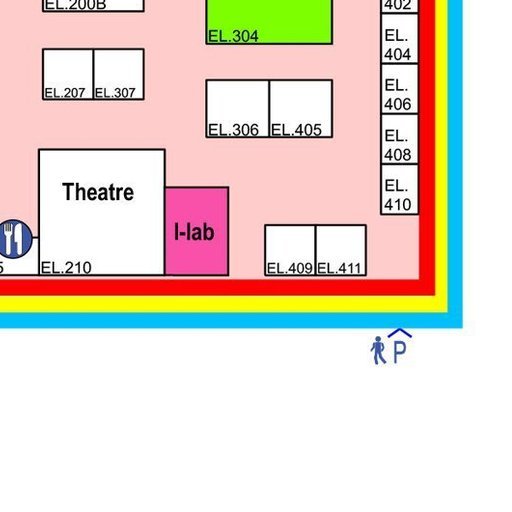 EL.200B
402
EL.304
EL.
404
EL.207
EL.307
EL.
406
EL.306
EL.405
EL.
408
Theatre
EL.
410
I-lab
5
EL.210
EL.409
EL.411
P